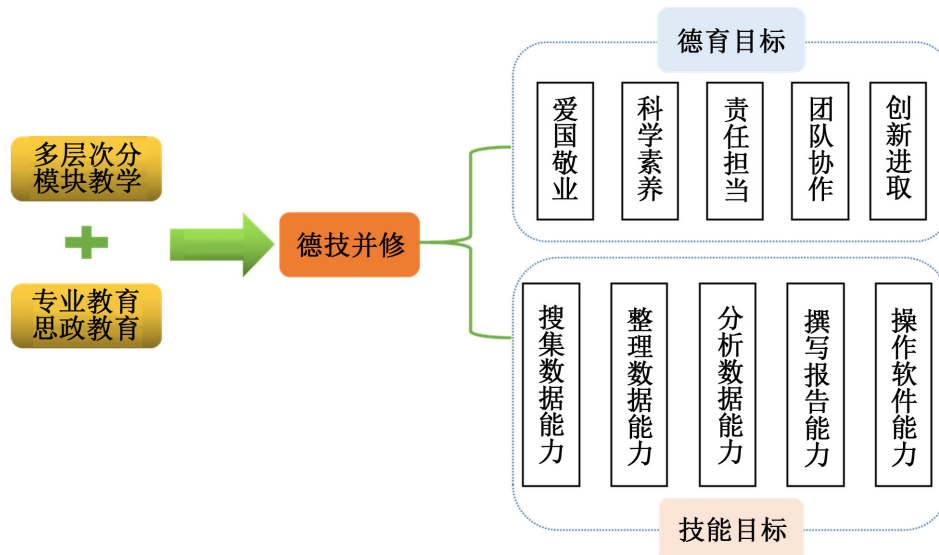 多层次分
模块教学
专业教育
思政教育
德技并修
德育目标
爱国敬业
科学素养
责任担当
团队协作
创新进取
搜集数据能力
整理数据能力
分析数据能力
撰写报告能力
操作软件能力
技能目标